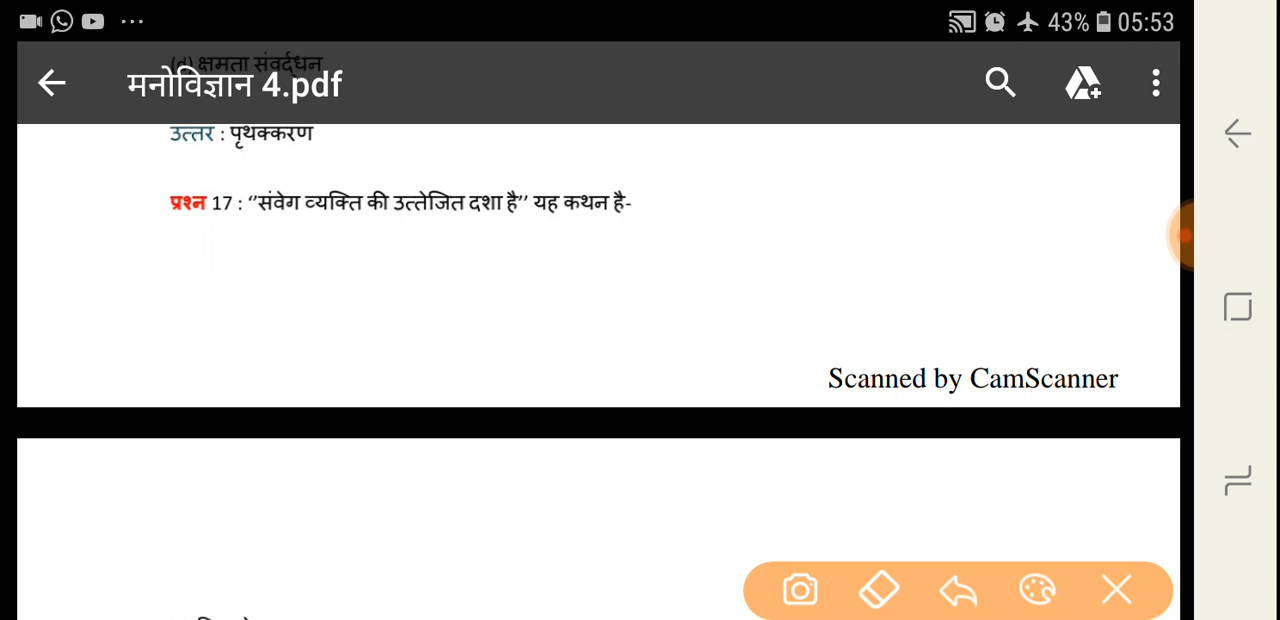 43% 05:53
(d) क्षमता संवर्द्धन
मनोविज्ञान 4.pdf
उत्तर : पृथक्करण
प्रश्न 17 : ‘‘संवेग व्यक्ति की उत्तेजित दशा है’’ यह कथन है-
Scanned by CamScanner